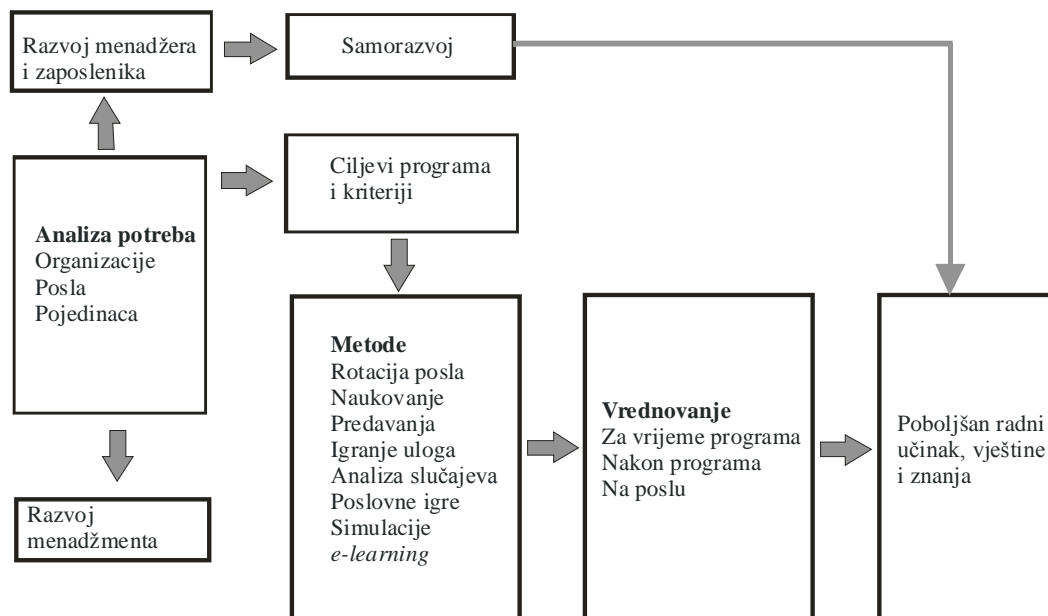 Razvoj menadžera
i zaposlenika
Samorazvoj
Ciljevi programa
i kriteriji
Analiza potreba
Organizacije
Posla
Pojedinaca
Metode
Rotacija posla
Naukovanje
Predavanja
Igranje uloga
Analiza slučajeva
Poslovne igre
Simulacije
e-learning
Vrednovanje
Za vrijeme programa
Nakon programa
Na poslu
Poboljšan radni
učinak, vještine
i znanja
Razvoj
menadžmenta